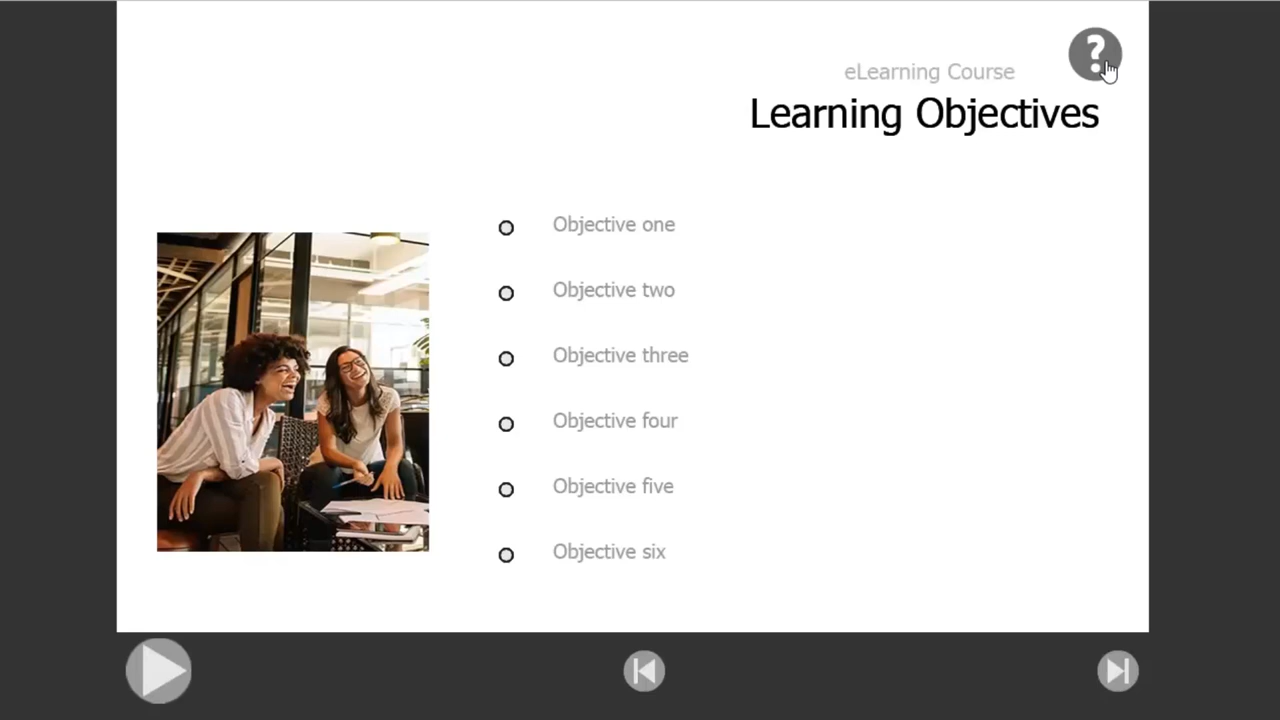 ?
eLearning Course
Learning Objectives
Objective one
Objective two
Objective three
Objective four
Objective five
Objective six